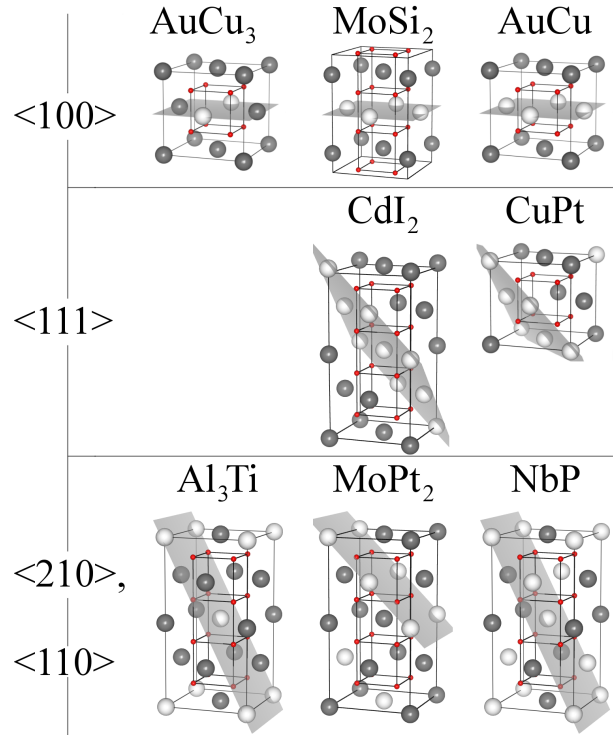 AuCu₃ MoSi₂ AuCu
<100>
CdI₂ CuPt
<111>
Al₃Ti MoPt₂ NbP
<210>,
<110>